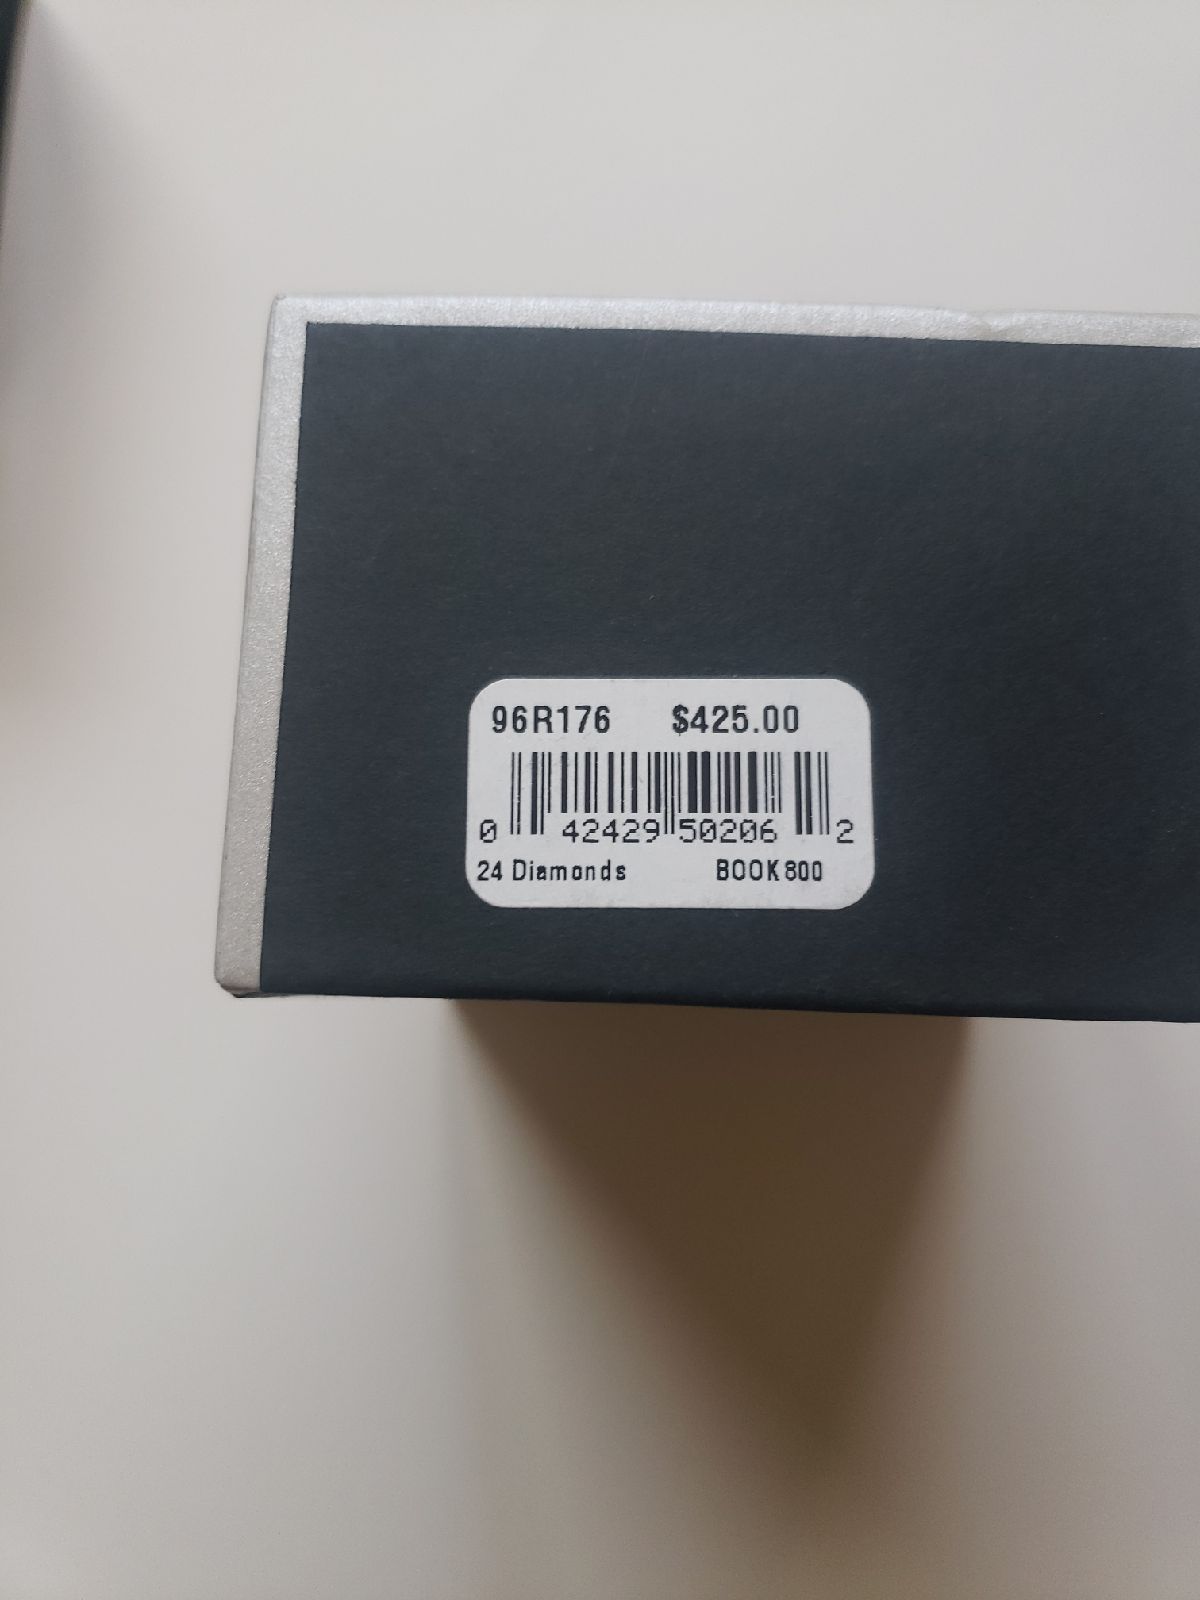 96R176 $425.00
0 42429 50206 2
24 Diamonds BOOK800